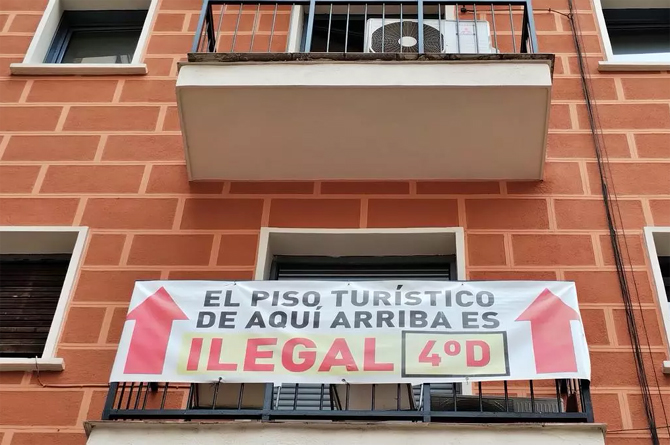 EL PISO TURÍSTICO
DE AQUÍ ARRIBA ES
ILEGAL 4ºD